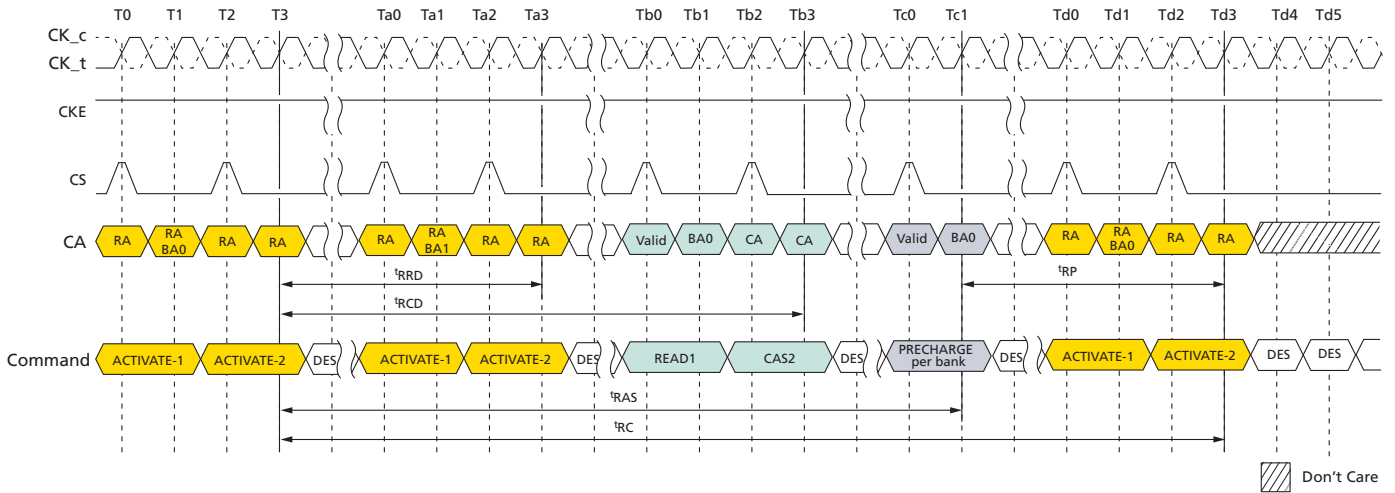 T0 T1 T2 T3 Ta0 Ta1 Ta2 Ta3 Tb0 Tb1 Tb2 Tb3 Tc0 Tc1 Td0 Td1 Td2 Td3 Td4 Td5
CK_c
CK_t
CKE
CS
CA RA RA BA0 RA RA RA RA BA1 RA RA Valid BA0 CA CA Valid BA0 RA RA BA0 RA RA
tRRD tRP
tRCD
Command ACTIVATE-1 ACTIVATE-2 DES ACTIVATE-1 ACTIVATE-2 DES READ1 CAS2 DES PRECHARGE per bank DES ACTIVATE-1 ACTIVATE-2 DES DES
tRAS
tRC
Don't Care